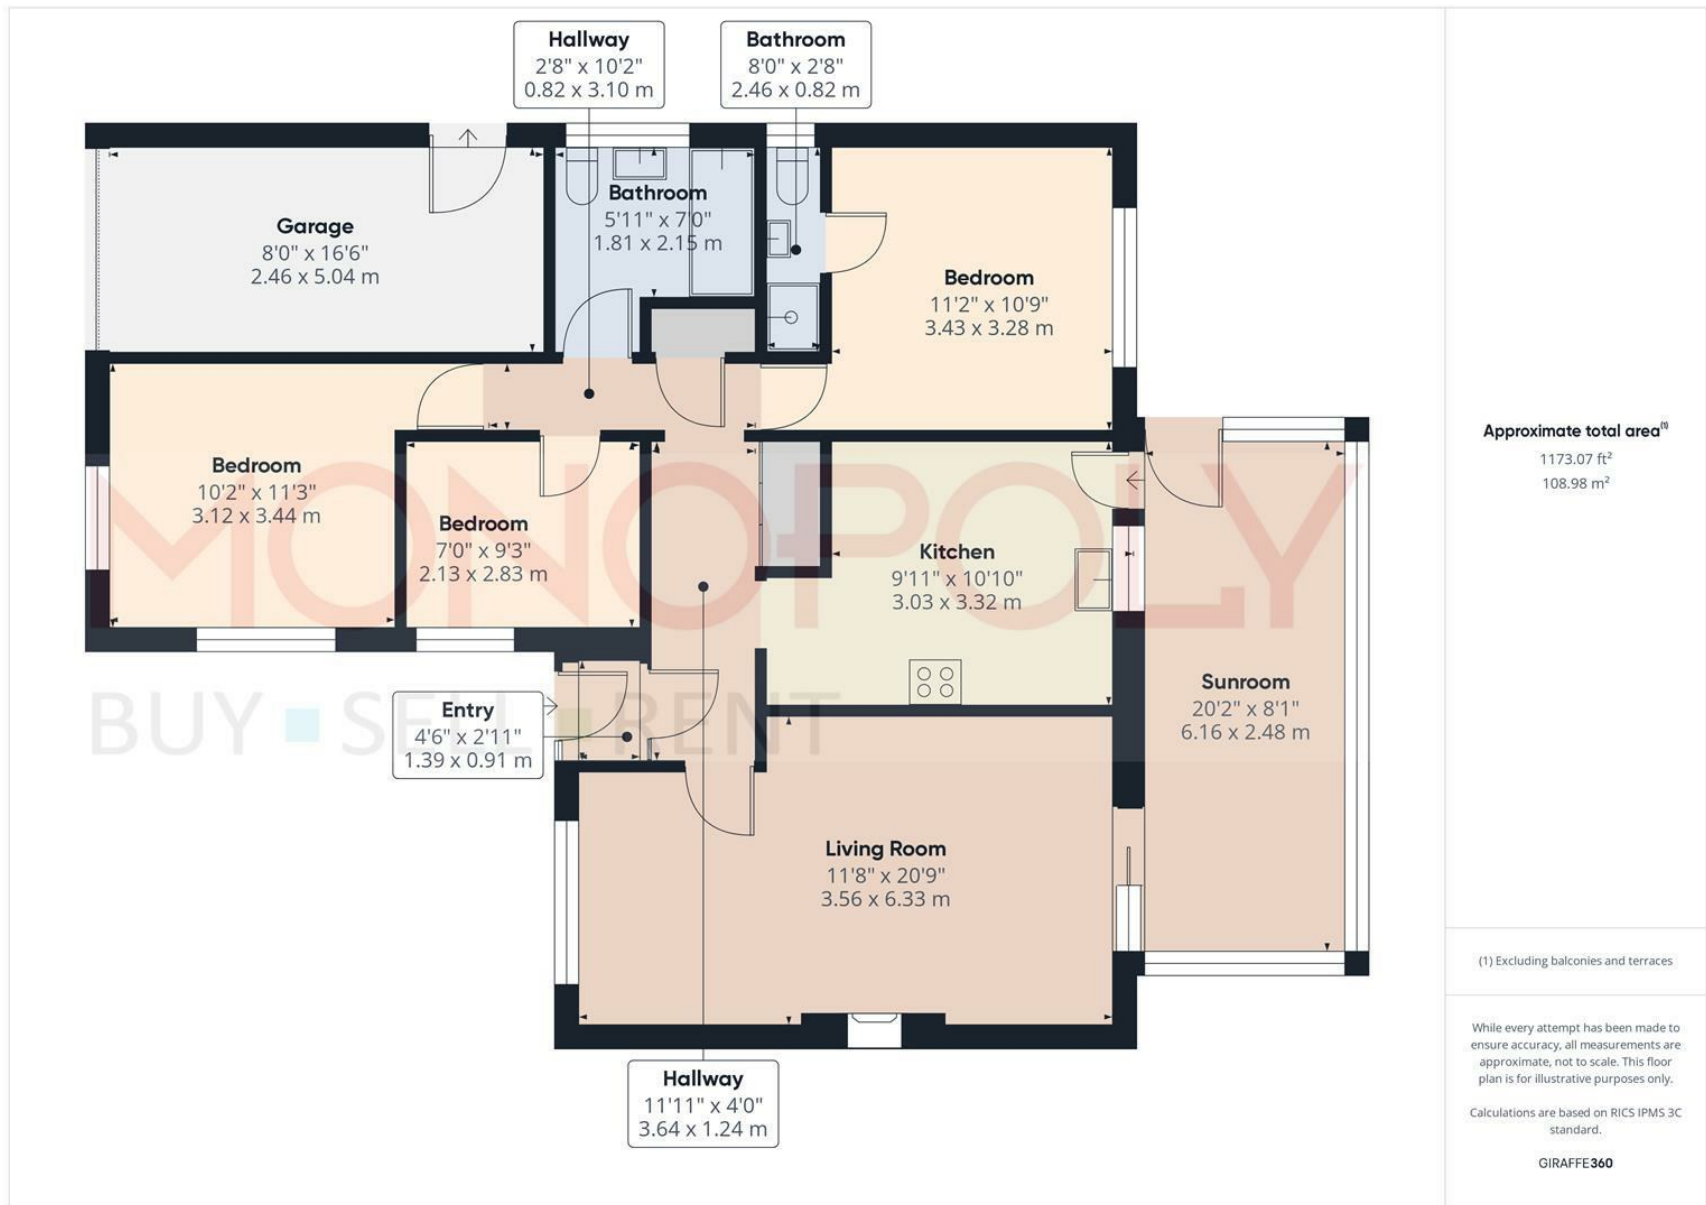 Hallway
2'8" x 10'2"
0.82 x 3.10 m
Bathroom
8'0" x 2'8"
2.46 x 0.82 m
Garage
8'0" x 16'6"
2.46 x 5.04 m
Bathroom
5'11" x 7'0"
1.81 x 2.15 m
Bedroom
11'2" x 10'9"
3.43 x 3.28 m
Bedroom
10'2" x 11'3"
3.12 x 3.44 m
Bedroom
7'0" x 9'3"
2.13 x 2.83 m
Kitchen
9'11" x 10'10"
3.03 x 3.32 m
MONOPOLY
BUY SELL RENT
Entry
4'6" x 2'11"
1.39 x 0.91 m
Sunroom
20'2" x 8'1"
6.16 x 2.48 m
Living Room
11'8" x 20'9"
3.56 x 6.33 m
Hallway
11'11" x 4'0"
3.64 x 1.24 m
Approximate total area(1)
1173.07 ft²
108.98 m²
(1) Excluding balconies and terraces
While every attempt has been made to
ensure accuracy, all measurements are
approximate, not to scale. This floor
plan is for illustrative purposes only.
Calculations are based on RICS IPMS 3C
standard.
GIRAFFE360